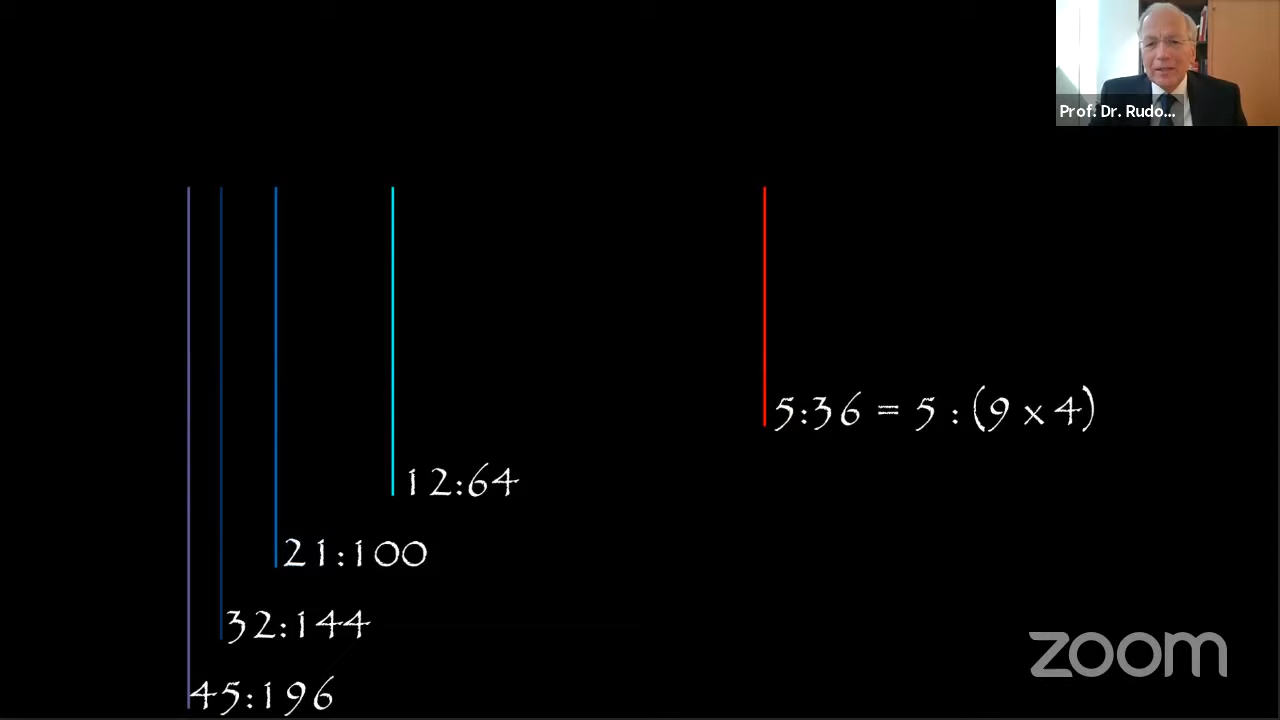 Prof. Dr. Rudo...
5:36 = 5 : (9 x 4)
12:64
21:100
32:144
45:196
zoom